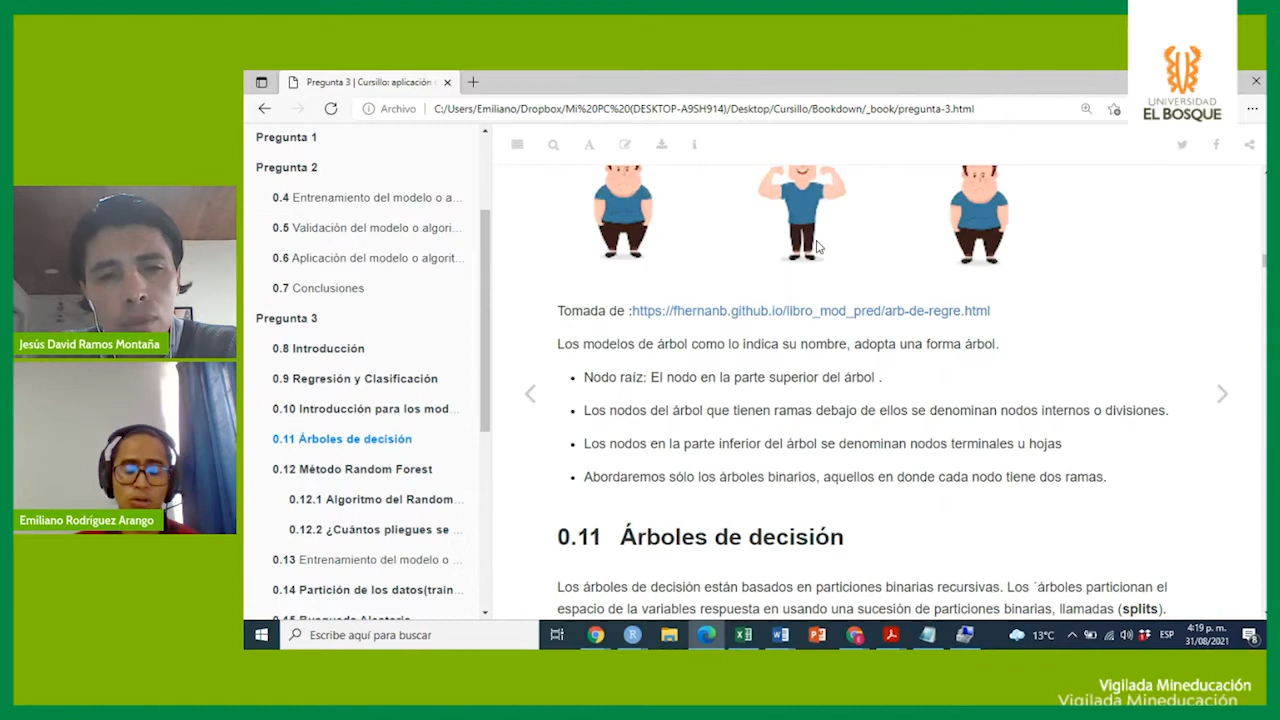 UNIVERSIDAD
EL BOSQUE
Pregunta 3 | Cursillo: aplicación
Archivo
C:/Users/Emiliano/Dropbox/Mi%20PC%20(DESKTOP-A9SH914)/Desktop/Cursillo/Bookdown/_book/pregunta-3.html
Pregunta 1
Pregunta 2
0.4 Entrenamiento del modelo o a...
0.5 Validación del modelo o algori...
0.6 Aplicación del modelo o algorit...
0.7 Conclusiones
Pregunta 3
0.8 Introducción
0.9 Regresión y Clasificación
0.10 Introducción para los mod...
0.11 Árboles de decisión
0.12 Método Random Forest
0.12.1 Algoritmo del Random...
0.12.2 ¿Cuántos pliegues se ...
0.13 Entrenamiento del modelo o ...
0.14 Partición de los datos(train...
0.15 Busqueda Aleatoria
Tomada de :https://fhernanb.github.io/libro_mod_pred/arb-de-regre.html
Los modelos de árbol como lo indica su nombre, adopta una forma árbol.
• Nodo raíz: El nodo en la parte superior del árbol .
• Los nodos del árbol que tienen ramas debajo de ellos se denominan nodos internos o divisiones.
• Los nodos en la parte inferior del árbol se denominan nodos terminales u hojas
• Abordaremos sólo los árboles binarios, aquellos en donde cada nodo tiene dos ramas.
0.11 Árboles de decisión
Los árboles de decisión están basados en particiones binarias recursivas. Los ´árboles particionan el
espacio de la variables respuesta en usando una sucesión de particiones binarias, llamadas (splits).
Jesús David Ramos Montaña
Emiliano Rodríguez Arango
Escribe aquí para buscar
13°C
ESP
4:19 p. m.
31/08/2021
8
Vigilada Mineducación
Vigilada Mineducación